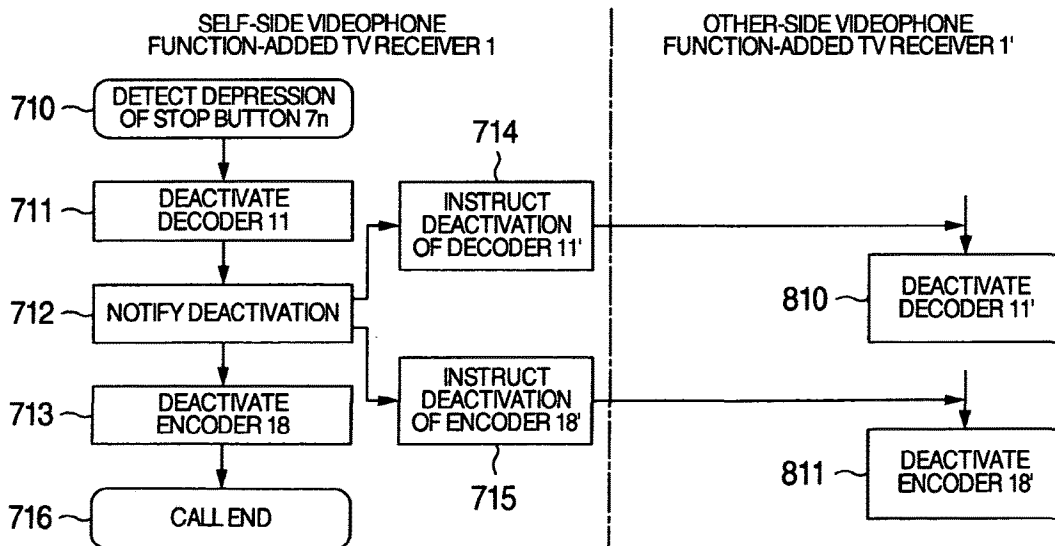 SELF-SIDE VIDEOPHONE
FUNCTION-ADDED TV RECEIVER 1
OTHER-SIDE VIDEOPHONE
FUNCTION-ADDED TV RECEIVER 1'
710
DETECT DEPRESSION
OF STOP BUTTON 7n
711
DEACTIVATE
DECODER 11
714
INSTRUCT
DEACTIVATION
OF DECODER 11'
712
NOTIFY DEACTIVATION
810
DEACTIVATE
DECODER 11'
713
DEACTIVATE
ENCODER 18
INSTRUCT
DEACTIVATION
OF ENCODER 18'
715
811
DEACTIVATE
ENCODER 18'
716
CALL END